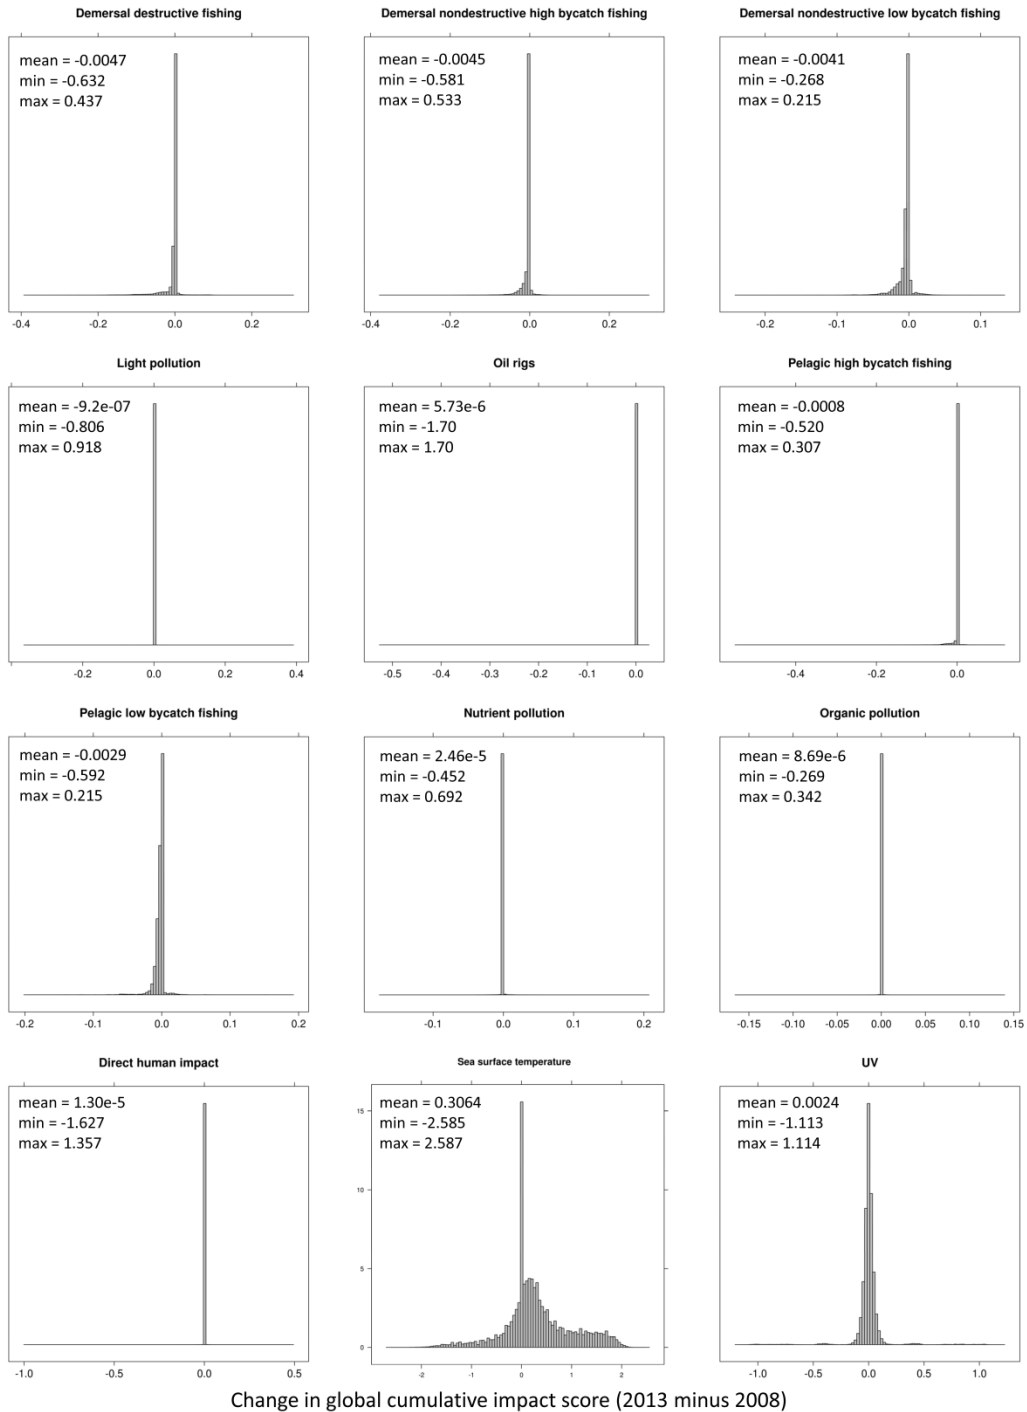 Demersal destructive fishing
mean = -0.0047
min = -0.632
max = 0.437
-0.4 -0.2 0.0 0.2
Demersal nondestructive high bycatch fishing
mean = -0.0045
min = -0.581
max = 0.533
-0.4 -0.2 0.0 0.2
Demersal nondestructive low bycatch fishing
mean = -0.0041
min = -0.268
max = 0.215
-0.2 -0.1 0.0 0.1
Light pollution
mean = -9.2e-07
min = -0.806
max = 0.918
-0.2 0.0 0.2 0.4
Oil rigs
mean = 5.73e-6
min = -1.70
max = 1.70
-0.5 -0.4 -0.3 -0.2 -0.1 0.0
Pelagic high bycatch fishing
mean = -0.0008
min = -0.520
max = 0.307
-0.4 -0.2 0.0
Pelagic low bycatch fishing
mean = -0.0029
min = -0.592
max = 0.215
-0.2 -0.1 0.0 0.1 0.2
Nutrient pollution
mean = 2.46e-5
min = -0.452
max = 0.692
-0.1 0.0 0.1 0.2
Organic pollution
mean = 8.69e-6
min = -0.269
max = 0.342
-0.15 -0.10 -0.05 0.00 0.05 0.10 0.15
Direct human impact
mean = 1.30e-5
min = -1.627
max = 1.357
-1.0 -0.5 0.0 0.5
Sea surface temperature
mean = 0.3064
min = -2.585
max = 2.587
15
10
5
0
-2 -1 0 1 2
UV
mean = 0.0024
min = -1.113
max = 1.114
-1.0 -0.5 0.0 0.5 1.0
Change in global cumulative impact score (2013 minus 2008)